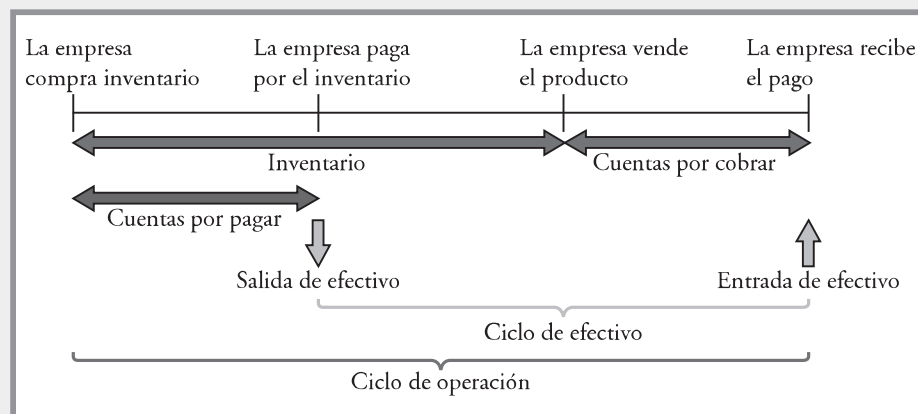 La empresa
compra inventario
La empresa paga
por el inventario
La empresa vende
el producto
La empresa recibe
el pago
Inventario
Cuentas por cobrar
Cuentas por pagar
Salida de efectivo
Entrada de efectivo
Ciclo de efectivo
Ciclo de operación